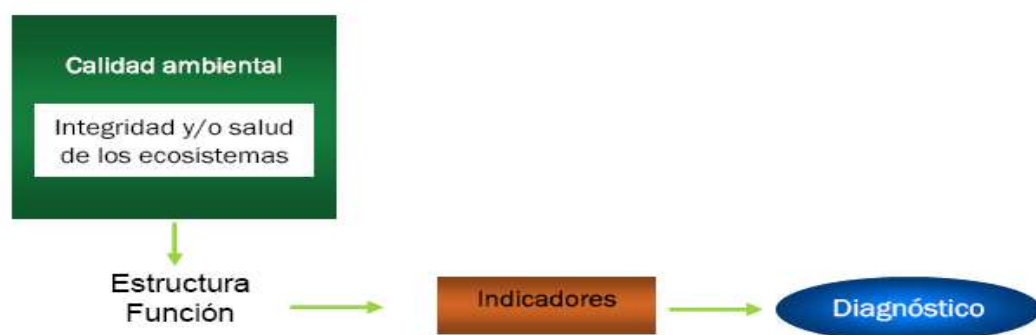 Calidad ambiental
Integridad y/o salud
de los ecosistemas
Estructura
Función
Indicadores
Diagnóstico